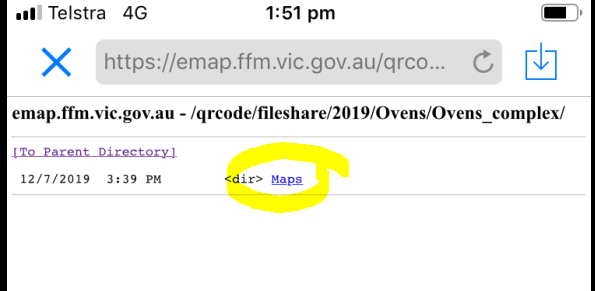 Telstra 4G 1:51 pm
https://emap.ffm.vic.gov.au/qrco...
emap.ffm.vic.gov.au - /qrcode/fileshare/2019/Ovens/Ovens_complex/
[To Parent Directory]
12/7/2019 3:39 PM <dir> Maps